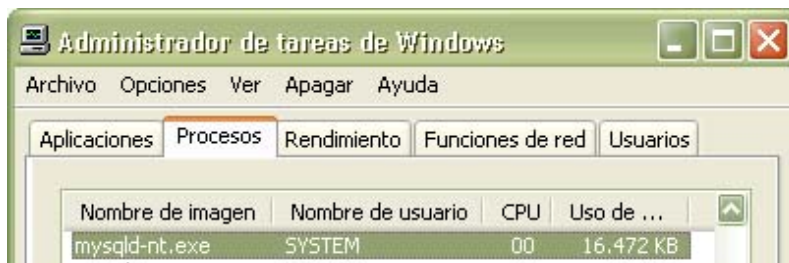 Administrador de tareas de Windows
Archivo Opciones Ver Apagar Ayuda
Aplicaciones Procesos Rendimiento Funciones de red Usuarios
Nombre de imagen Nombre de usuario CPU Uso de ...
mysqld-nt.exe SYSTEM 00 16.472 KB